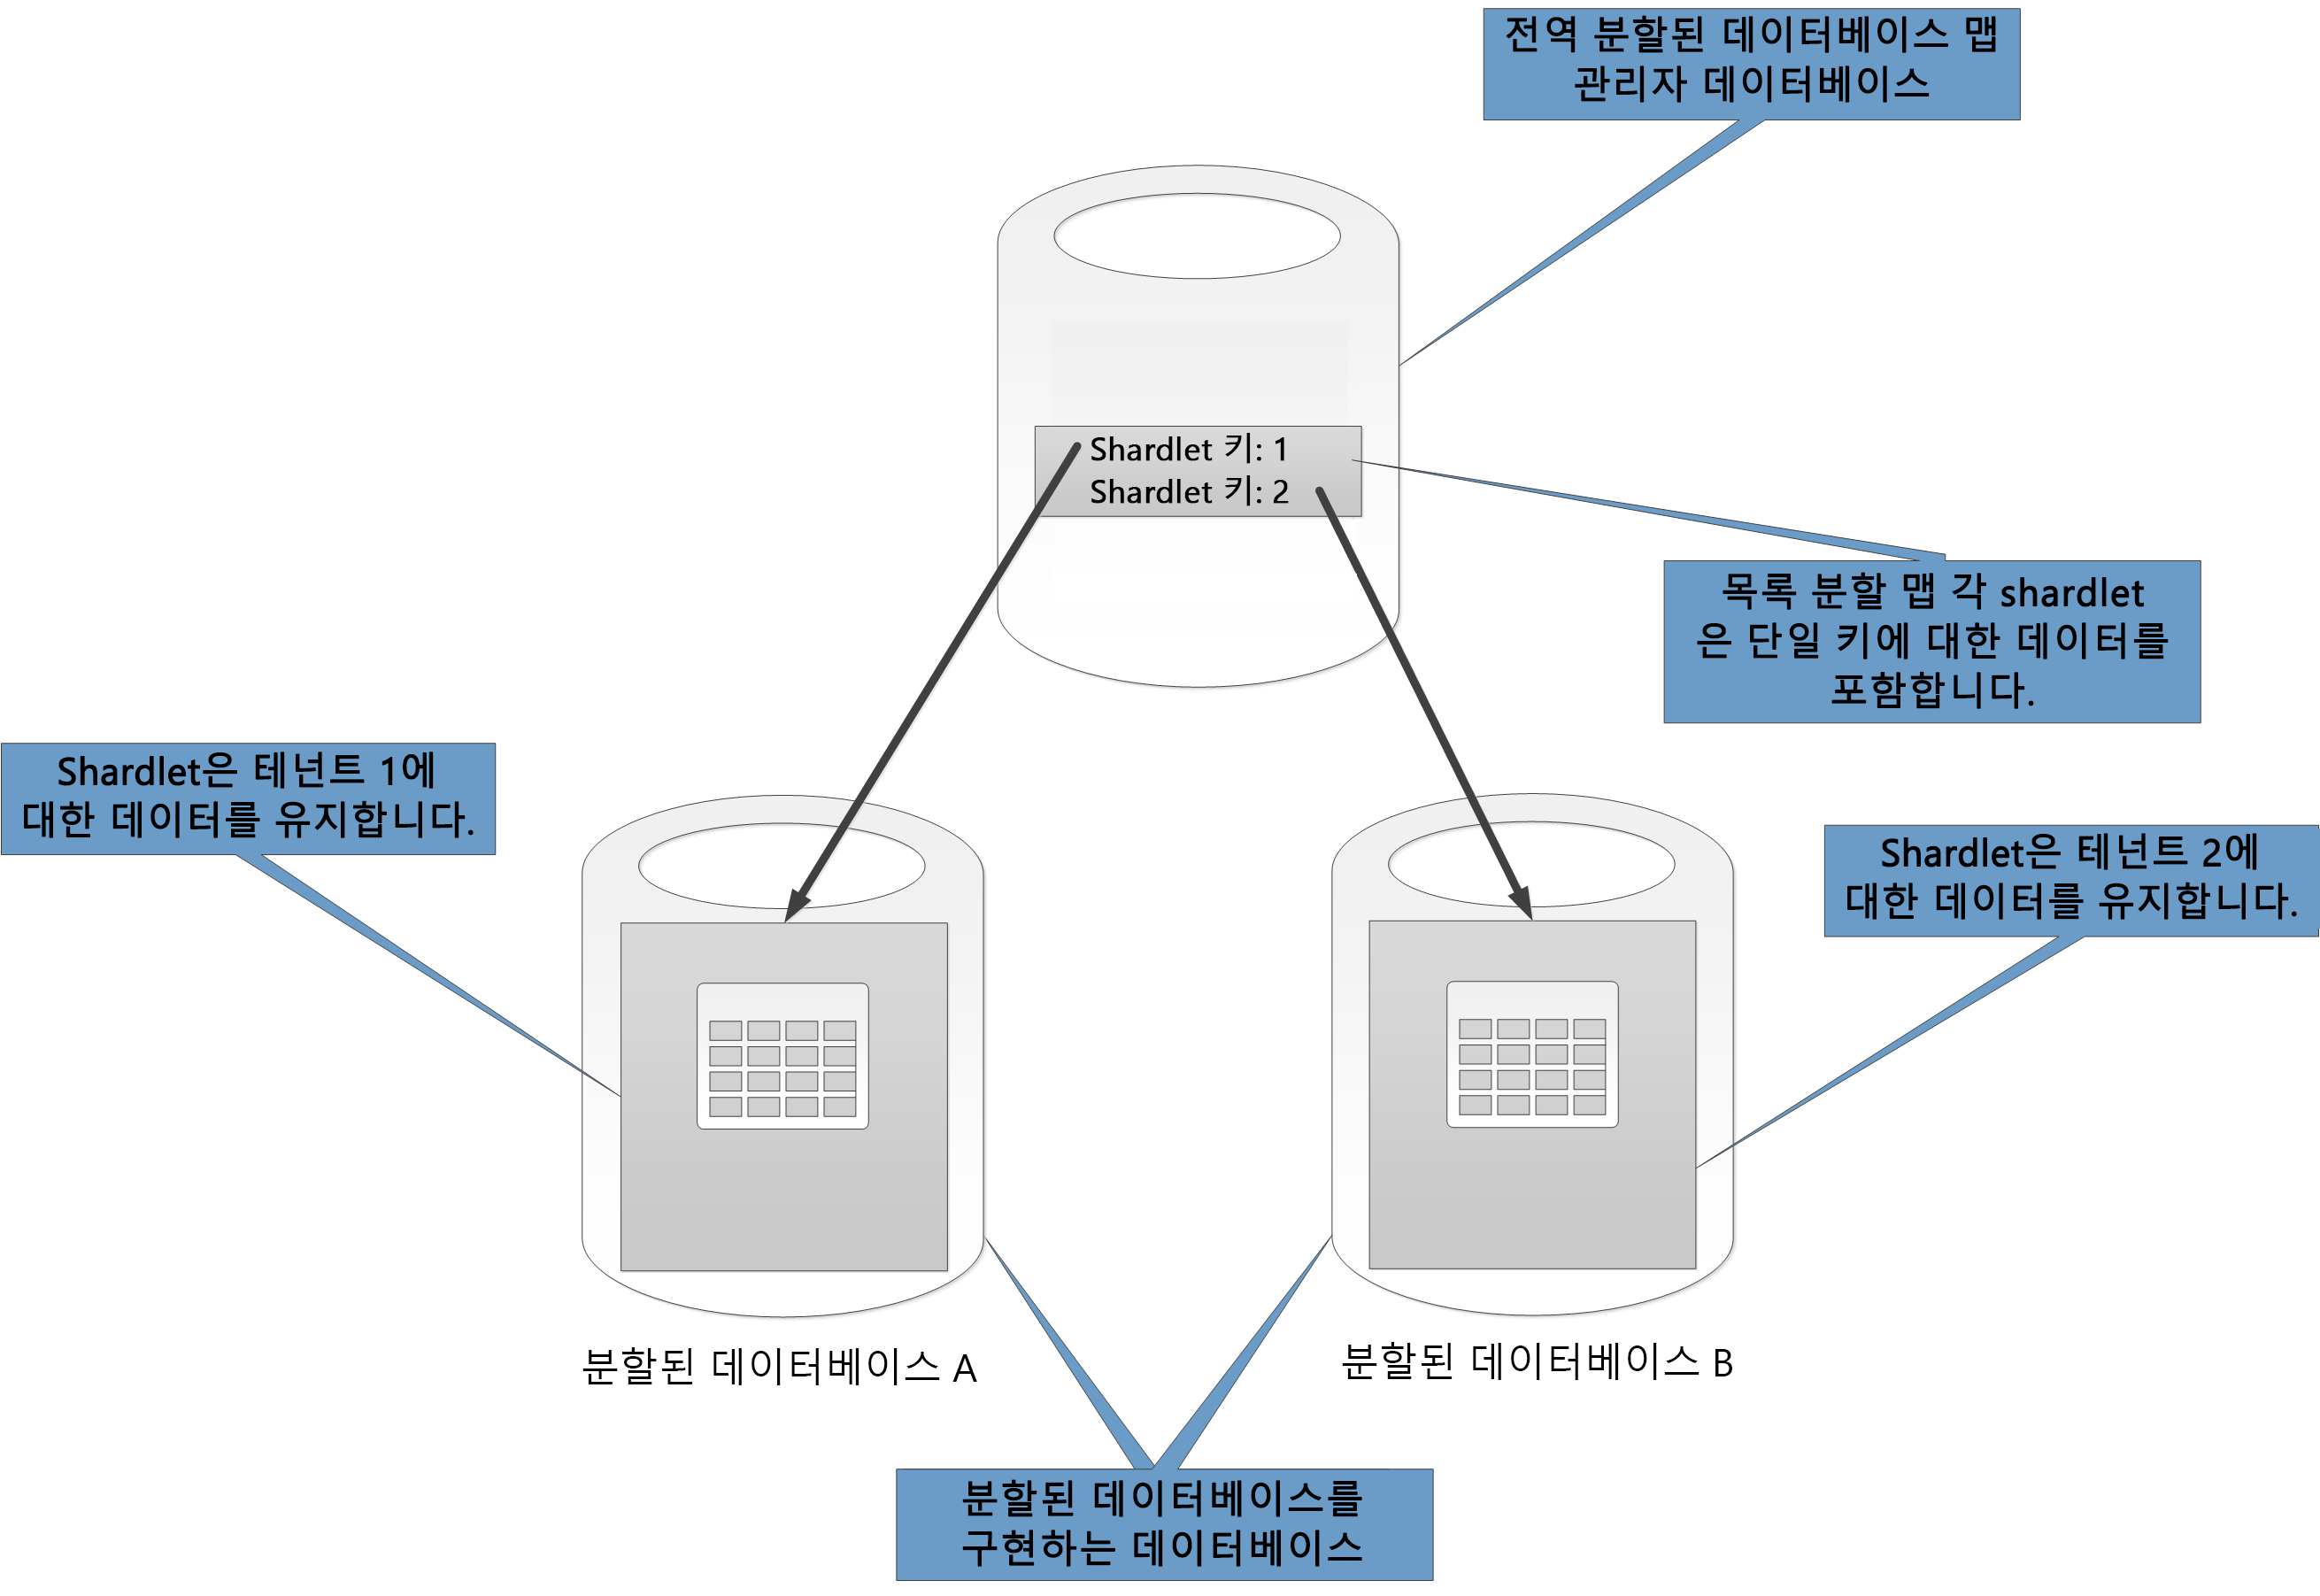 전역 분할된 데이터베이스 맵
관리자 데이터베이스
Shardlet 키: 1
Shardlet 키: 2
목록 분할 맵 각 shardlet
은 단일 키에 대한 데이터를
포함합니다.
Shardlet은 테넌트 1에
대한 데이터를 유지합니다.
Shardlet은 테넌트 2에
대한 데이터를 유지합니다.
분할된 데이터베이스 A
분할된 데이터베이스 B
분할된 데이터베이스를
구현하는 데이터베이스